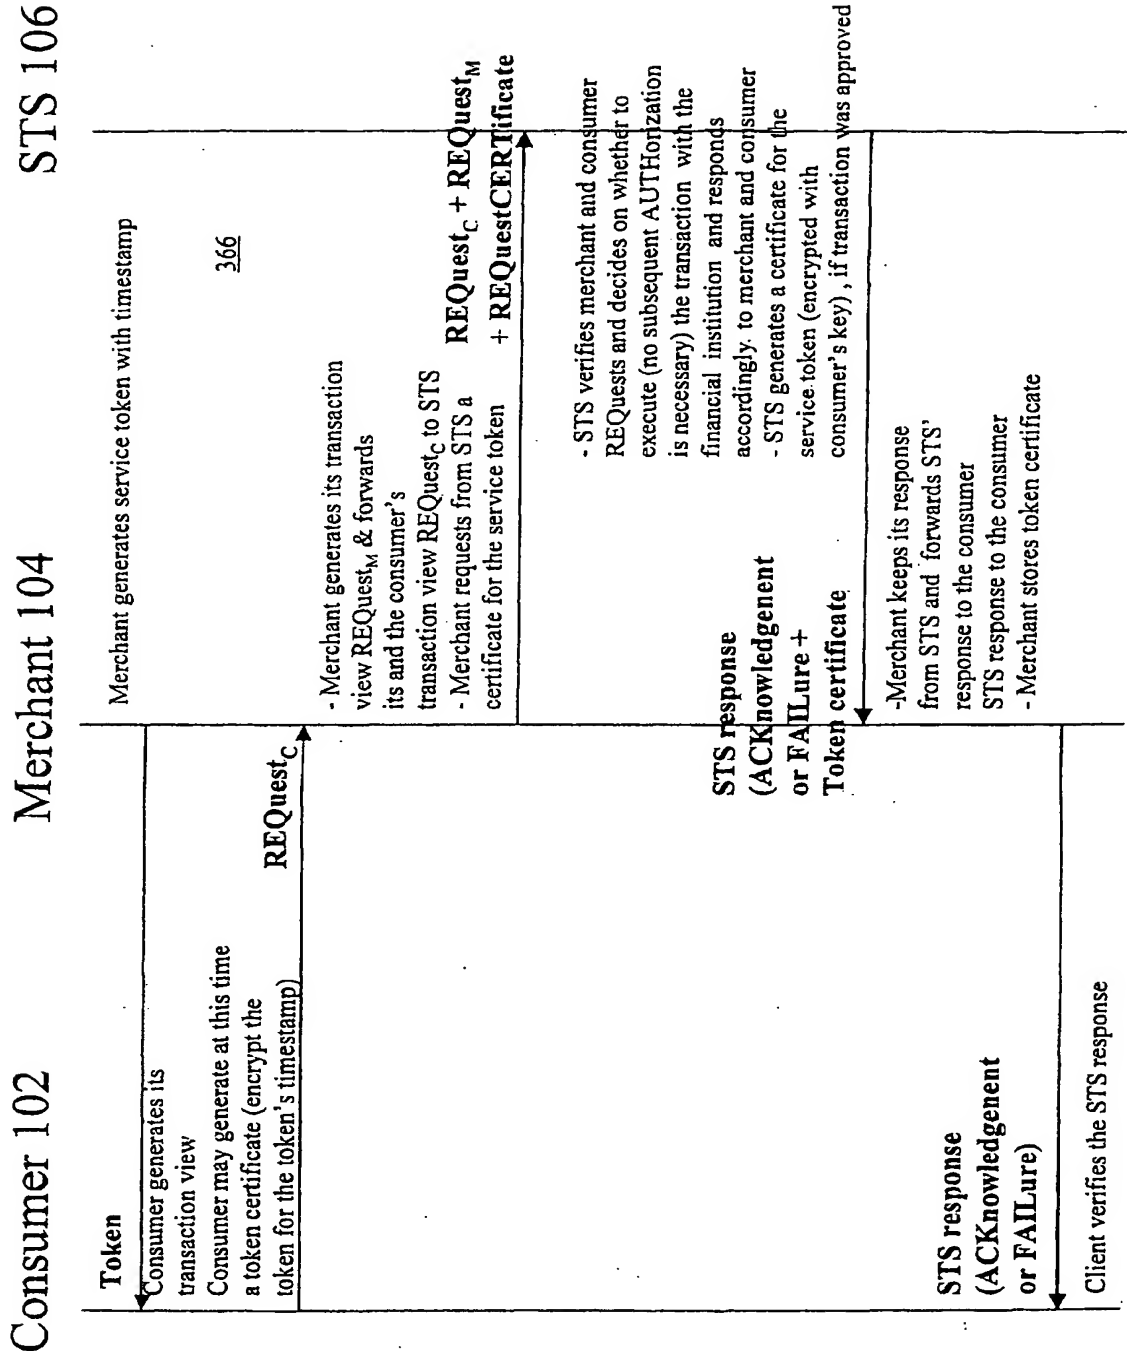 Consumer 102
Merchant 104
STS 106
Merchant generates service token with timestamp
Token
366
Consumer generates its
transaction view
Consumer may generate at this time
a token certificate (encrypt the
token for the token's timestamp)
REQuestC
- Merchant generates its transaction
view REQuestM & forwards
its and the consumer's
transaction view REQuestC to STS
- Merchant requests from STS a
certificate for the service token
REQuestC + REQuestM
+ REQuestCERTificate
- STS verifies merchant and consumer
REQuests and decides on whether to
execute (no subsequent AUTHorization
is necessary) the transaction with the
financial institution and responds
accordingly. to merchant and consumer
- STS generates a certificate for the
service token (encrypted with
consumer's key) , if transaction was approved
STS response
(ACKnowledgenent
or FAILure +
Token certificate
-Merchant keeps its response
from STS and forwards STS'
response to the consumer
STS response to the consumer
- Merchant stores token certificate
STS response
(ACKnowledgenent
or FAILure)
Client verifies the STS response